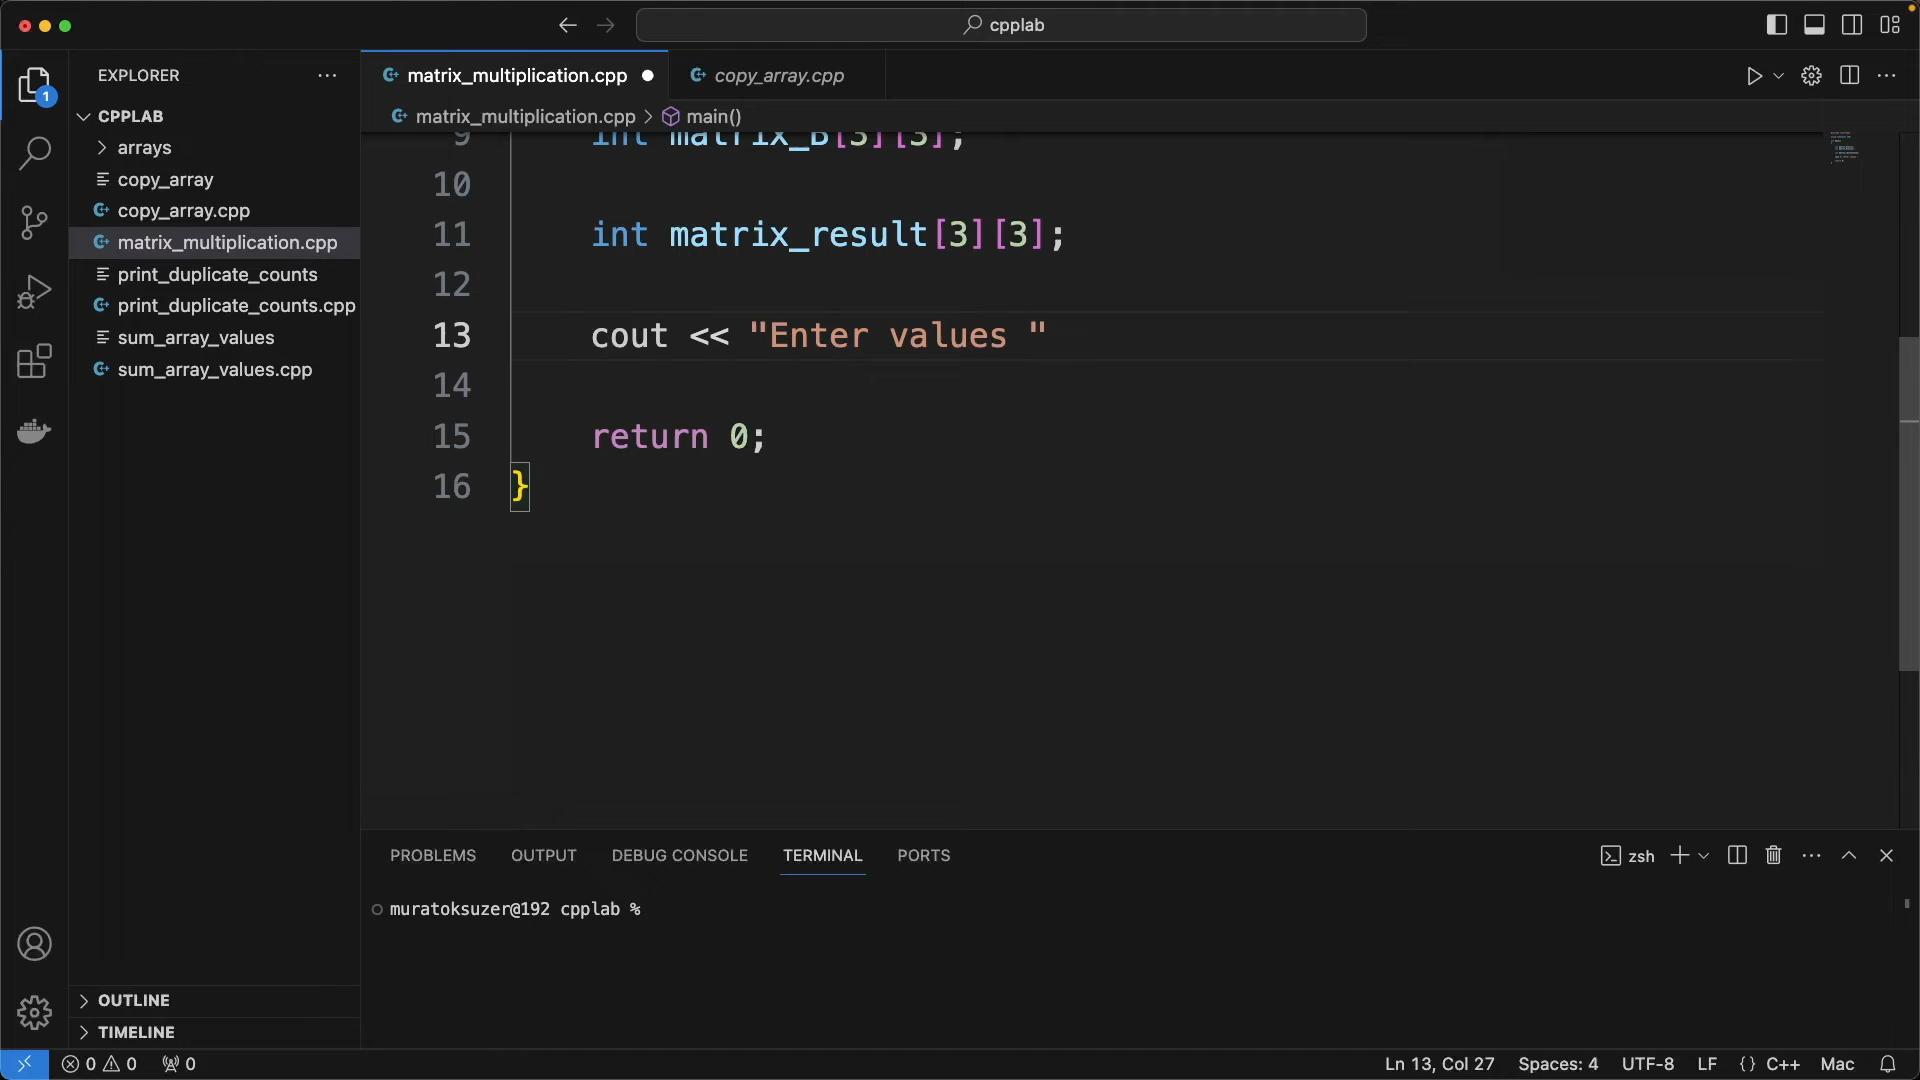 cpplab
EXPLORER
matrix_multiplication.cpp
copy_array.cpp
1
CPPLAB
matrix_multiplication.cpp
main()
arrays
copy_array
copy_array.cpp
matrix_multiplication.cpp
print_duplicate_counts
print_duplicate_counts.cpp
sum_array_values
sum_array_values.cpp
9 int matrix_B[3][3];
10
11 int matrix_result[3][3];
12
13 cout << "Enter values "
14
15 return 0;
16 }
PROBLEMS OUTPUT DEBUG CONSOLE TERMINAL PORTS
zsh
muratoksuzer@192 cpplab %
OUTLINE
TIMELINE
0 0 0
Ln 13, Col 27 Spaces: 4 UTF-8 LF {} C++ Mac